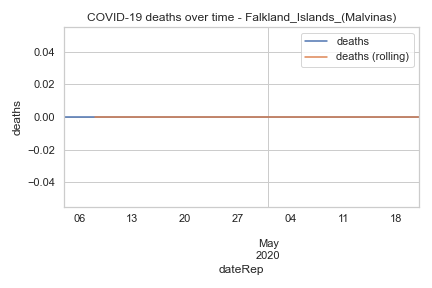 COVID-19 deaths over time - Falkland_Islands_(Malvinas)
deaths
deaths (rolling)
0.04
0.02
0.00
−0.02
−0.04
deaths
06 13 20 27 04 11 18
May
2020
dateRep